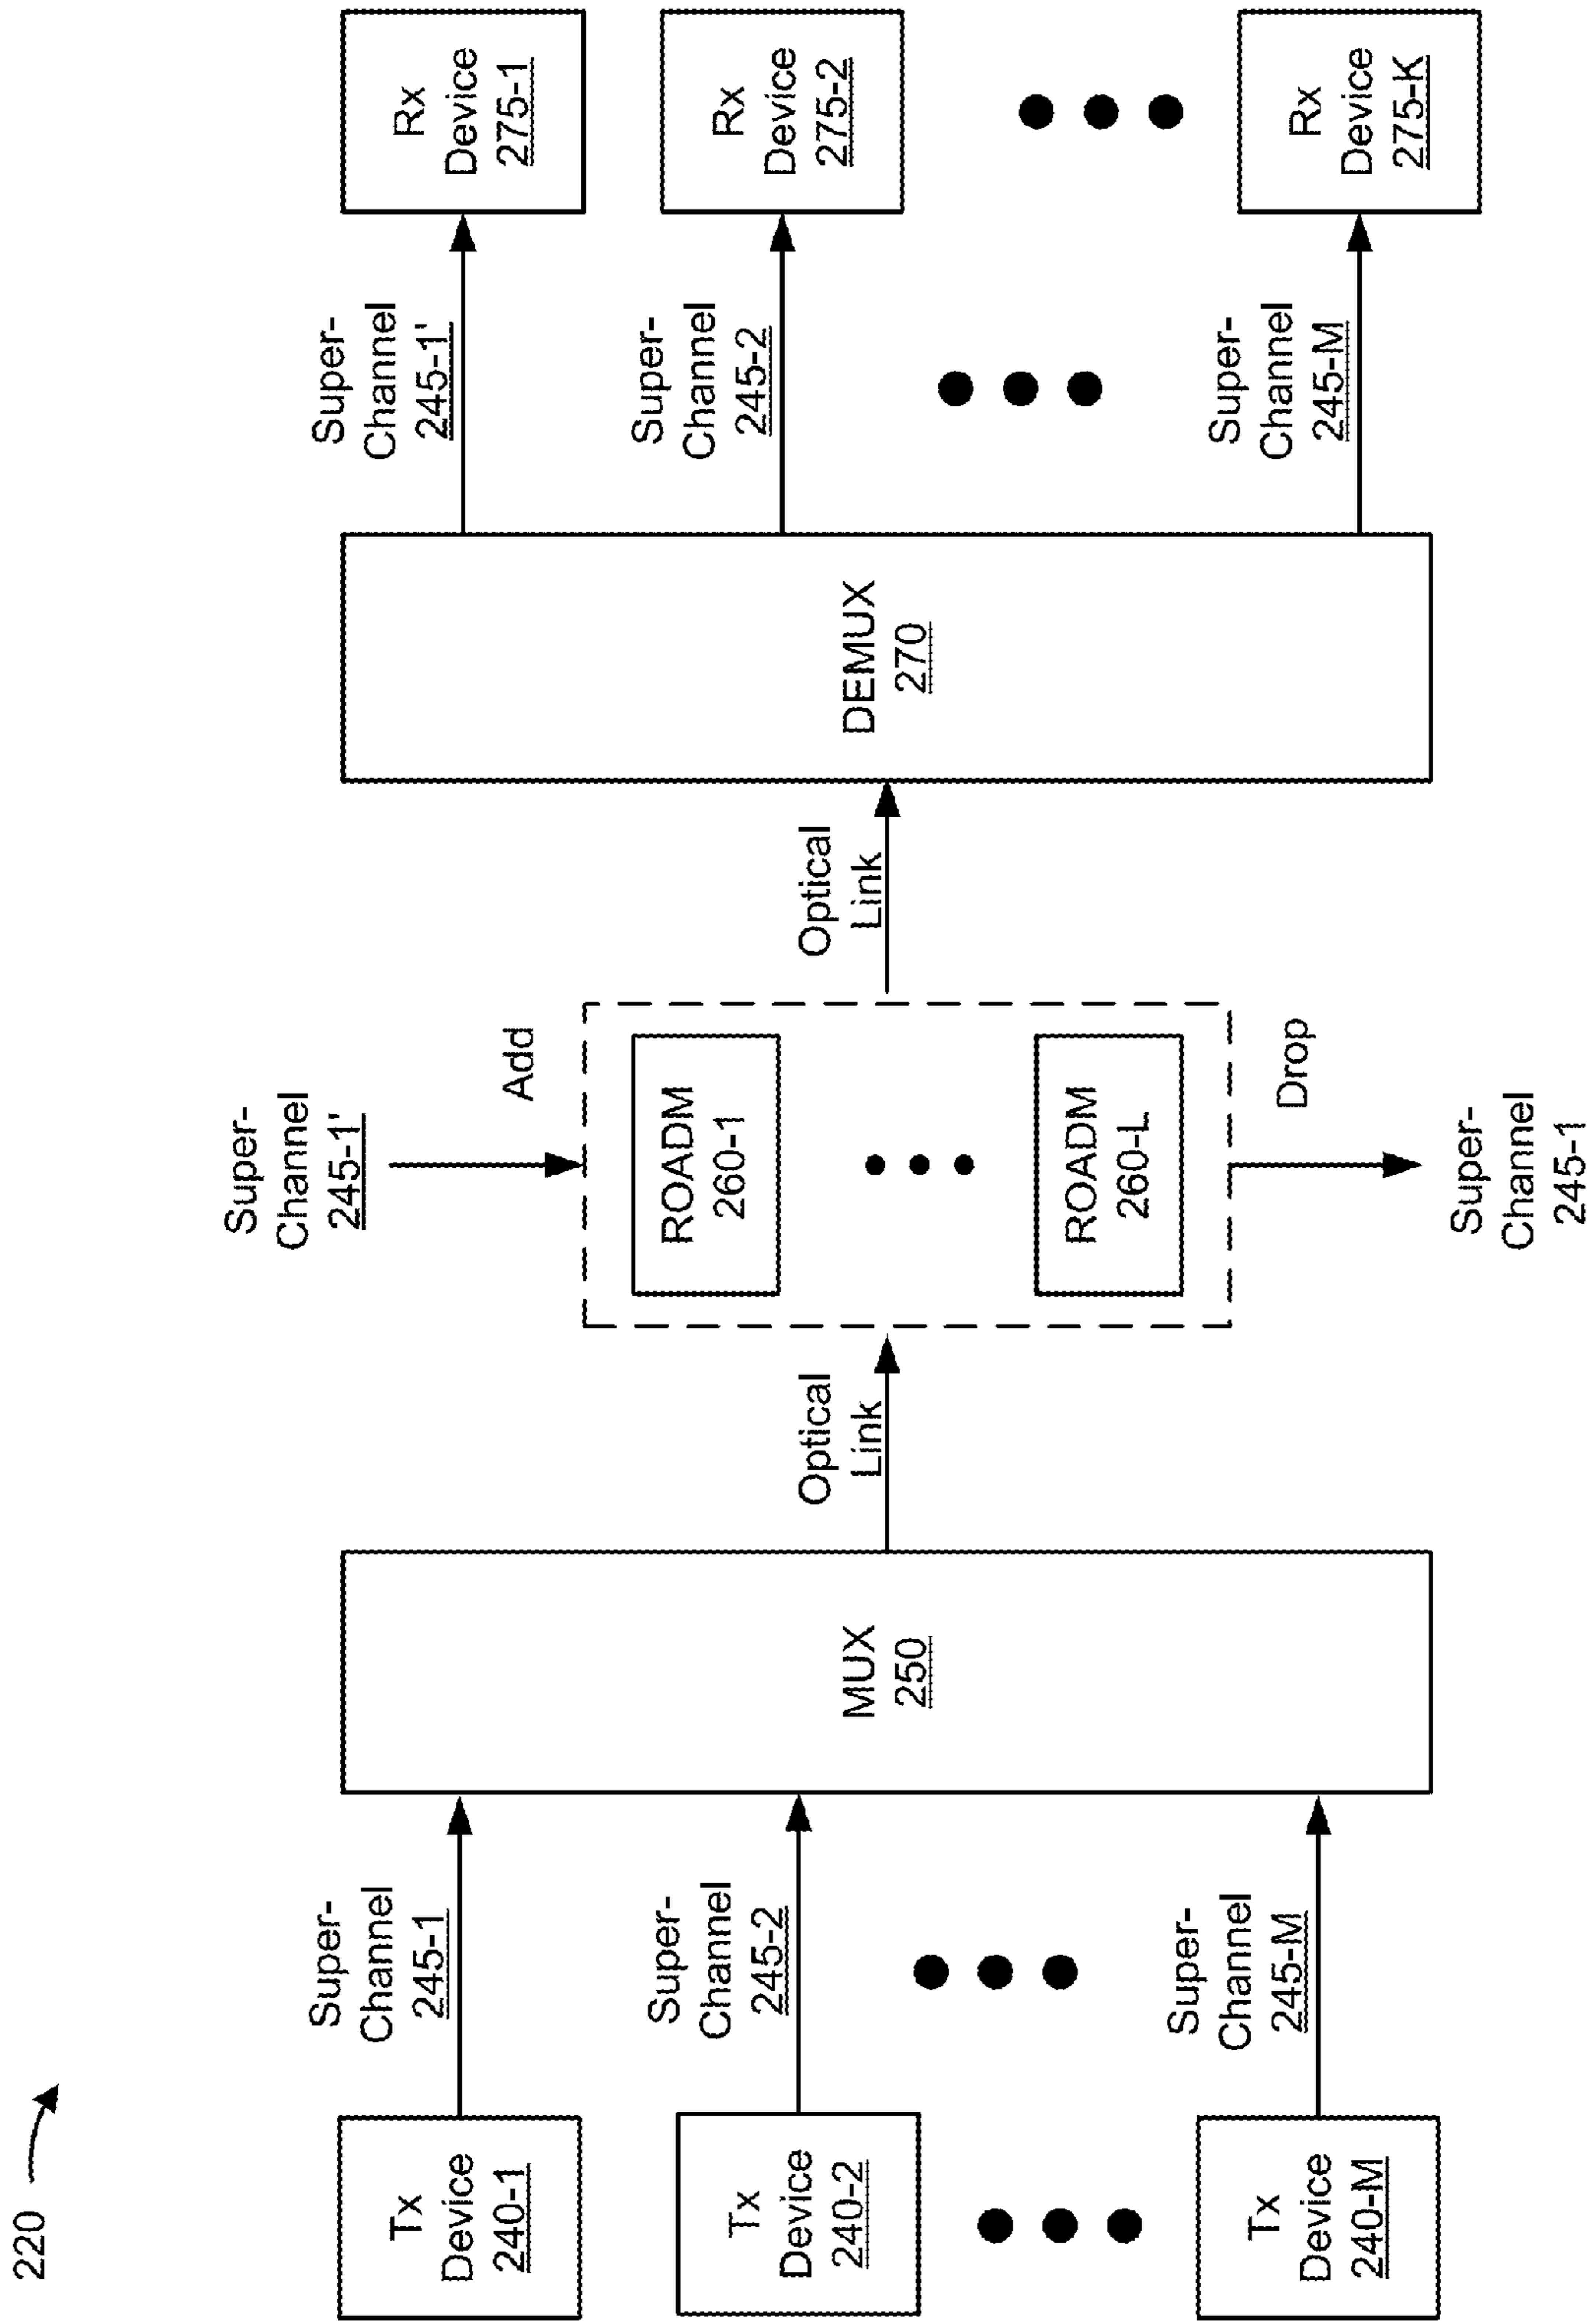 220
Tx
Device
240-1
Super-
Channel
245-1
Tx
Device
240-2
Super-
Channel
245-2
Tx
Device
240-M
Super-
Channel
245-M
MUX
250
Optical
Link
Super-
Channel
245-1'
Add
ROADM
260-1
ROADM
260-L
Drop
Super-
Channel
245-1
Optical
Link
DEMUX
270
Super-
Channel
245-1'
Rx
Device
275-1
Super-
Channel
245-2
Rx
Device
275-2
Super-
Channel
245-M
Rx
Device
275-K